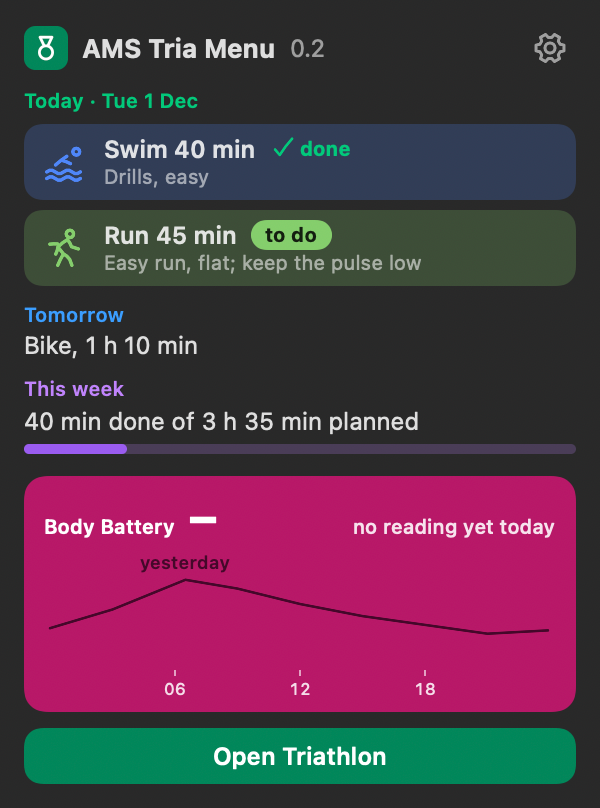 AMS Tria Menu 0.2
Today · Tue 1 Dec
Swim 40 min ✓ done
Drills, easy
Run 45 min to do
Easy run, flat; keep the pulse low
Tomorrow
Bike, 1 h 10 min
This week
40 min done of 3 h 35 min planned
Body Battery – no reading yet today
yesterday
06 12 18
Open Triathlon